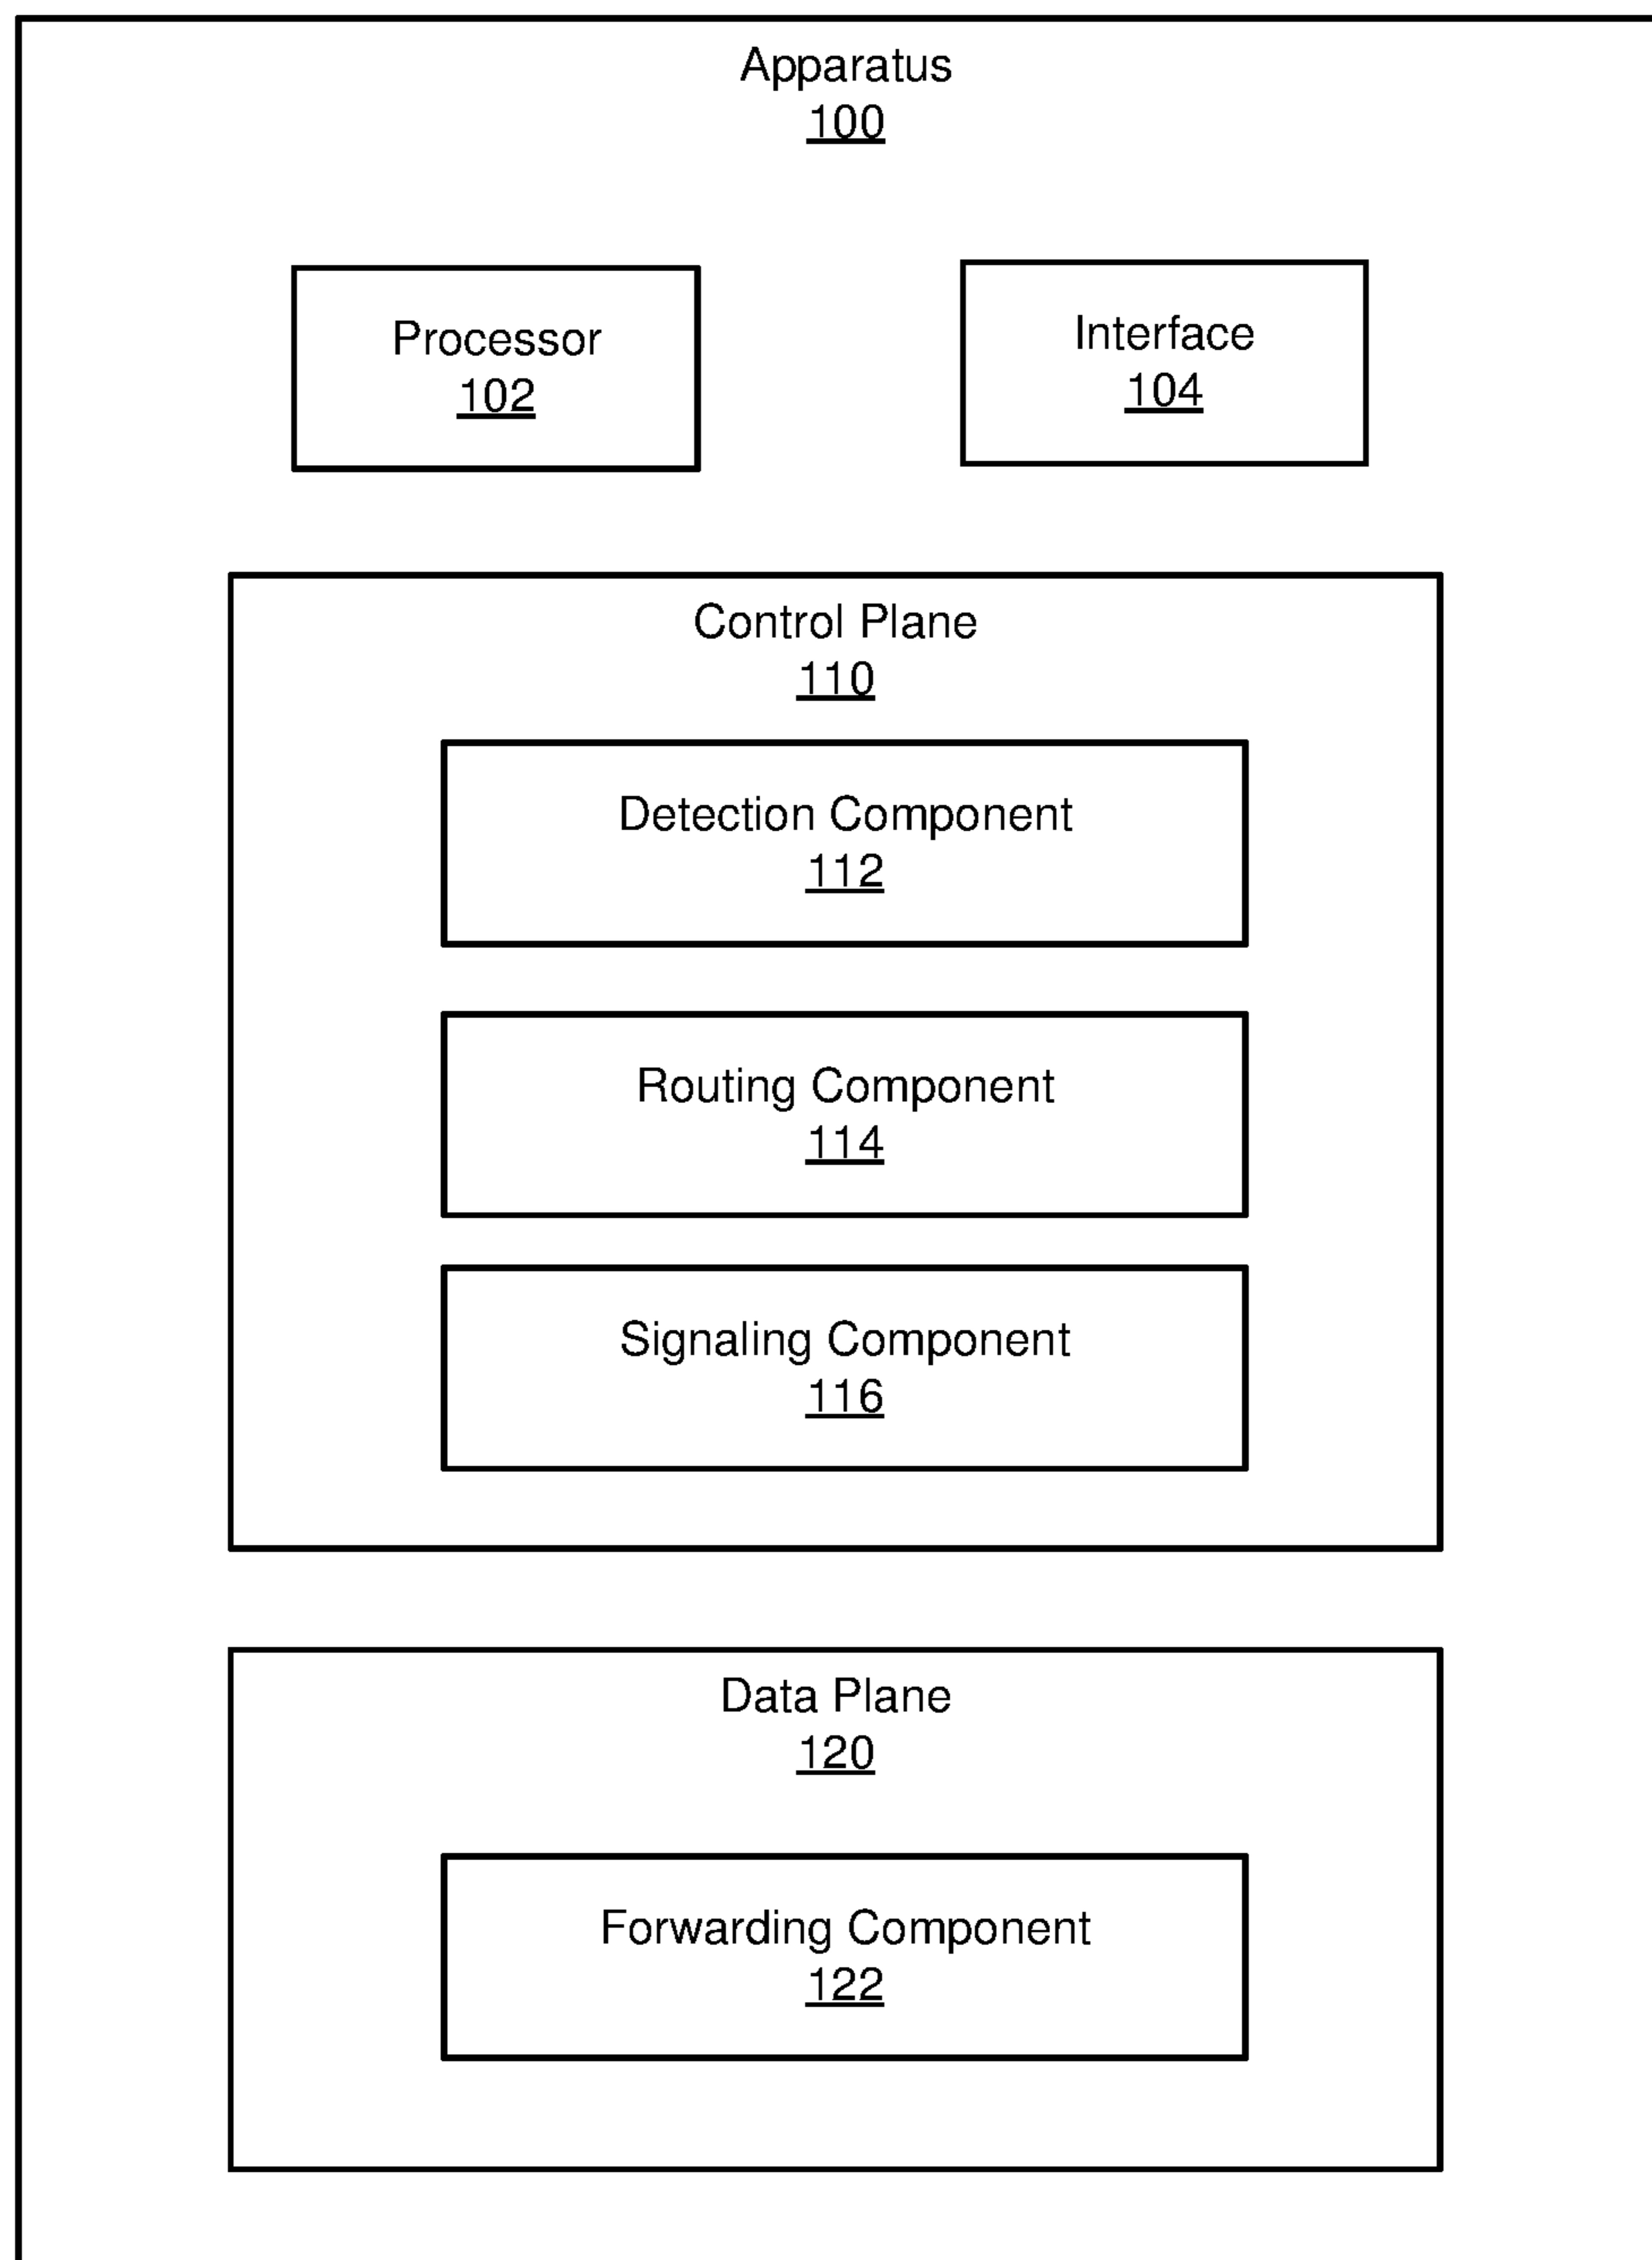 Apparatus
100
Processor
102
Interface
104
Control Plane
110
Detection Component
112
Routing Component
114
Signaling Component
116
Data Plane
120
Forwarding Component
122